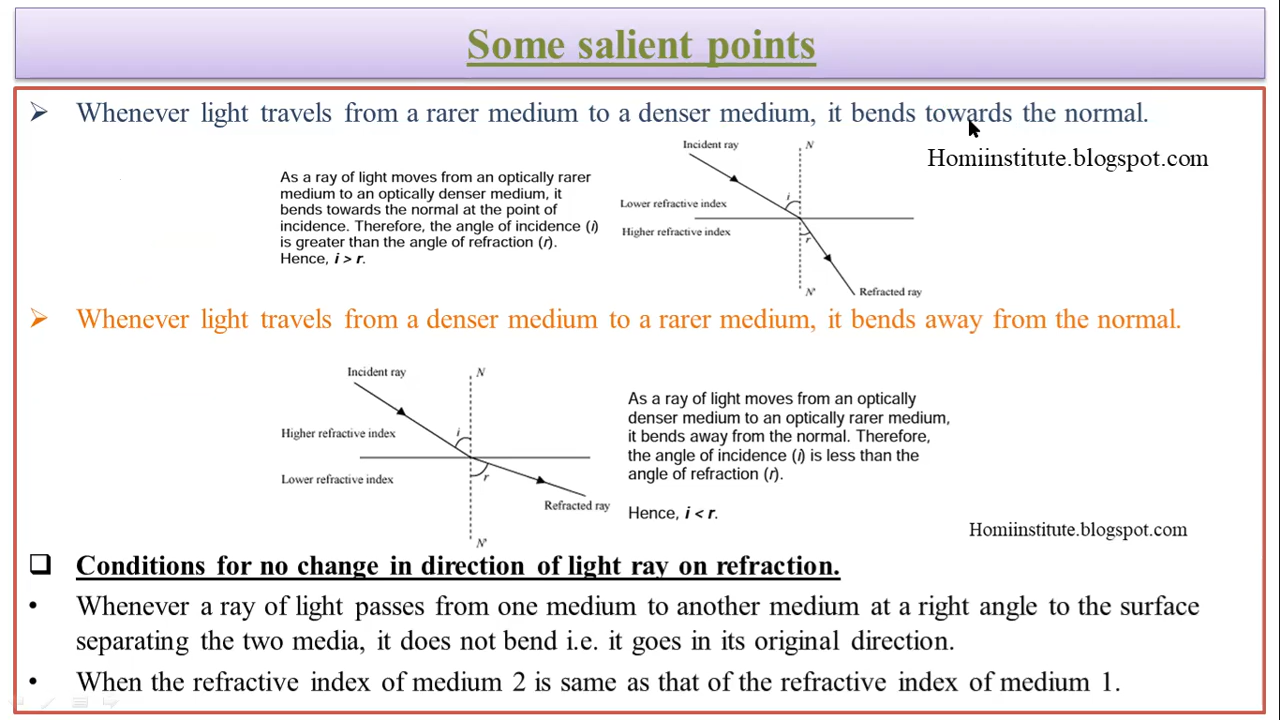 Some salient points
➢ Whenever light travels from a rarer medium to a denser medium, it bends towards the normal.
Homiinstitute.blogspot.com
As a ray of light moves from an optically rarer
medium to an optically denser medium, it
bends towards the normal at the point of
incidence. Therefore, the angle of incidence (i)
is greater than the angle of refraction (r).
Hence, i > r.
Incident ray
N
i
Lower refractive index
Higher refractive index
r
N'
Refracted ray
➢ Whenever light travels from a denser medium to a rarer medium, it bends away from the normal.
Incident ray
N
Higher refractive index
i
Lower refractive index
r
Refracted ray
N'
As a ray of light moves from an optically
denser medium to an optically rarer medium,
it bends away from the normal. Therefore,
the angle of incidence (i) is less than the
angle of refraction (r).
Hence, i < r.
Homiinstitute.blogspot.com
❑ Conditions for no change in direction of light ray on refraction.
• Whenever a ray of light passes from one medium to another medium at a right angle to the surface
separating the two media, it does not bend i.e. it goes in its original direction.
• When the refractive index of medium 2 is same as that of the refractive index of medium 1.